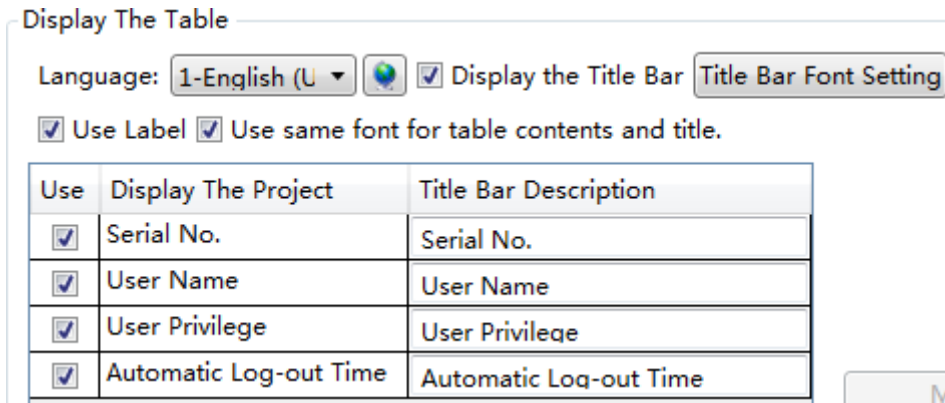 Display The Table
Language: 1-English (U Display the Title Bar Title Bar Font Setting
Use Label Use same font for table contents and title.
Use Display The Project Title Bar Description
Serial No. Serial No.
User Name User Name
User Privilege User Privilege
Automatic Log-out Time Automatic Log-out Time